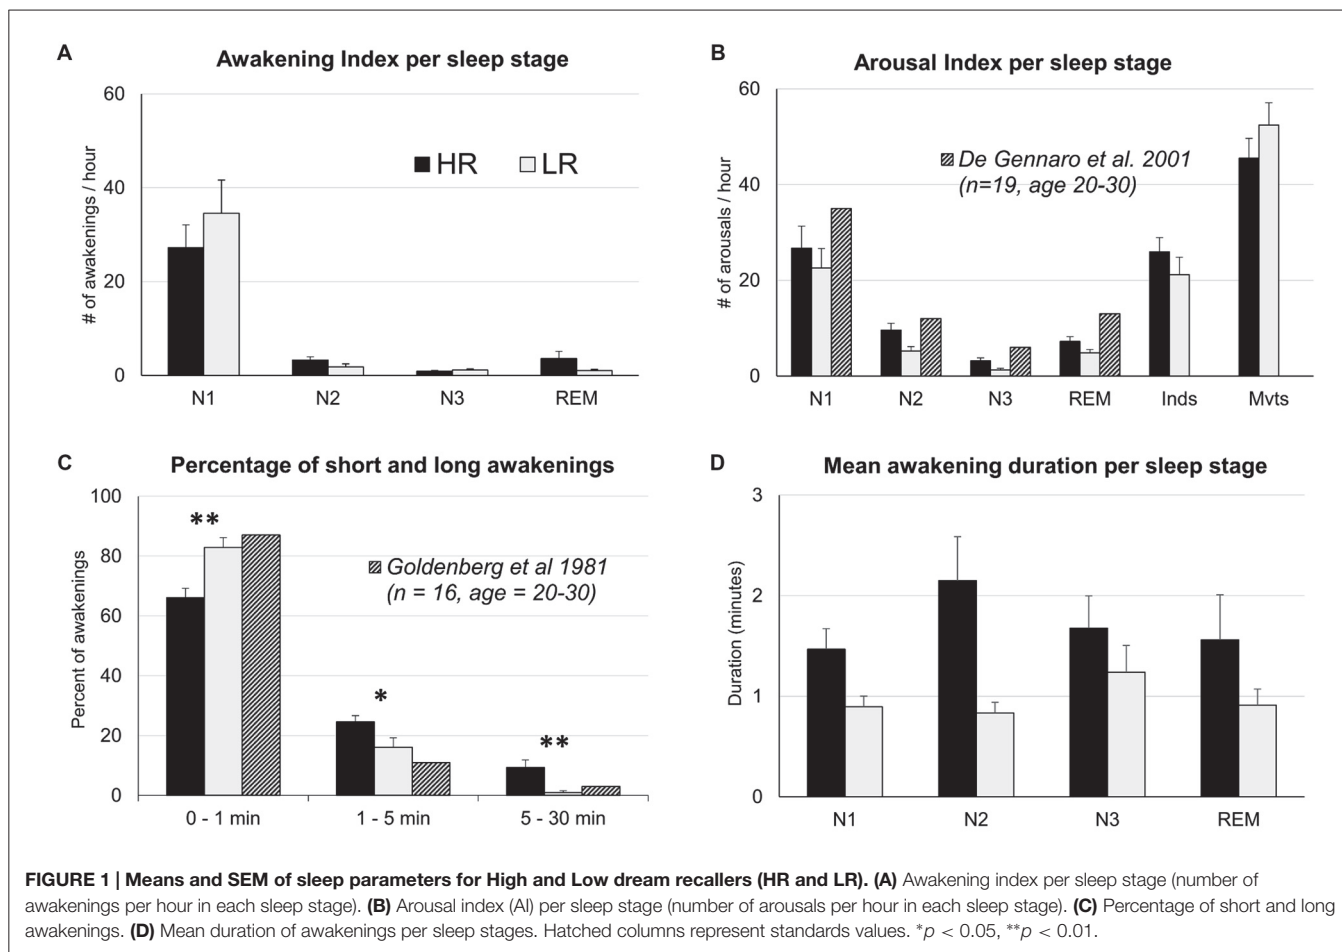 A
Awakening Index per sleep stage
# of awakenings / hour
60
40
20
0
HR
LR
N1
N2
N3
REM
B
Arousal Index per sleep stage
# of arousals / hour
60
40
20
0
De Gennaro et al. 2001
(n=19, age 20-30)
N1
N2
N3
REM
Inds
Mvts
C
Percentage of short and long awakenings
Percent of awakenings
100
80
60
40
20
0
**
*
**
Goldenberg et al 1981
(n = 16, age = 20-30)
0 - 1 min
1 - 5 min
5 - 30 min
D
Mean awakening duration per sleep stage
Duration (minutes)
3
2
1
0
N1
N2
N3
REM
FIGURE 1 | Means and SEM of sleep parameters for High and Low dream recallers (HR and LR). (A) Awakening index per sleep stage (number of
awakenings per hour in each sleep stage). (B) Arousal index (AI) per sleep stage (number of arousals per hour in each sleep stage). (C) Percentage of short and long
awakenings. (D) Mean duration of awakenings per sleep stages. Hatched columns represent standards values. *p < 0.05, **p < 0.01.